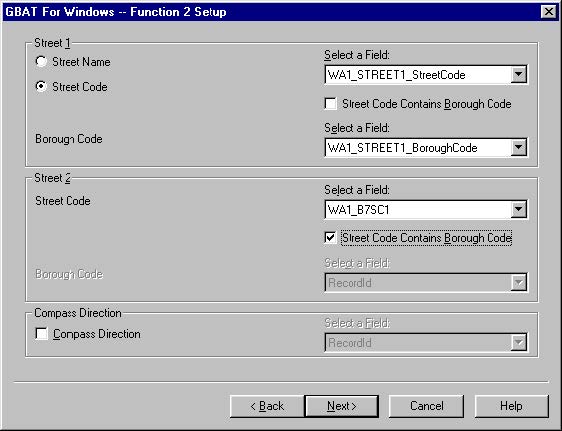 GBAT For Windows -- Function 2 Setup
Street 1
Street Name
Select a Field:
WA1_STREET1_StreetCode
Street Code
Street Code Contains Borough Code
Borough Code
Select a Field:
WA1_STREET1_BoroughCode
Street 2
Street Code
Select a Field:
WA1_B7SC1
Street Code Contains Borough Code
Borough Code
Select a Field:
RecordId
Compass Direction
Compass Direction
Select a Field:
RecordId
< Back Next > Cancel Help